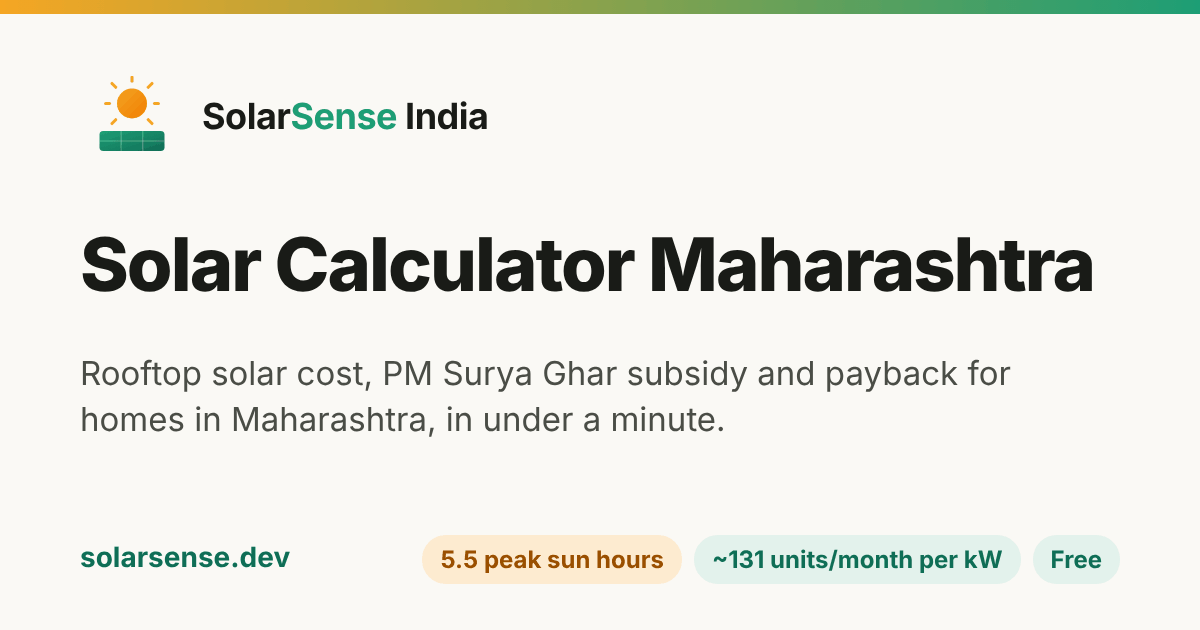 SolarSense India
Solar Calculator Maharashtra
Rooftop solar cost, PM Surya Ghar subsidy and payback for
homes in Maharashtra, in under a minute.
solarsense.dev
5.5 peak sun hours
~131 units/month per kW
Free